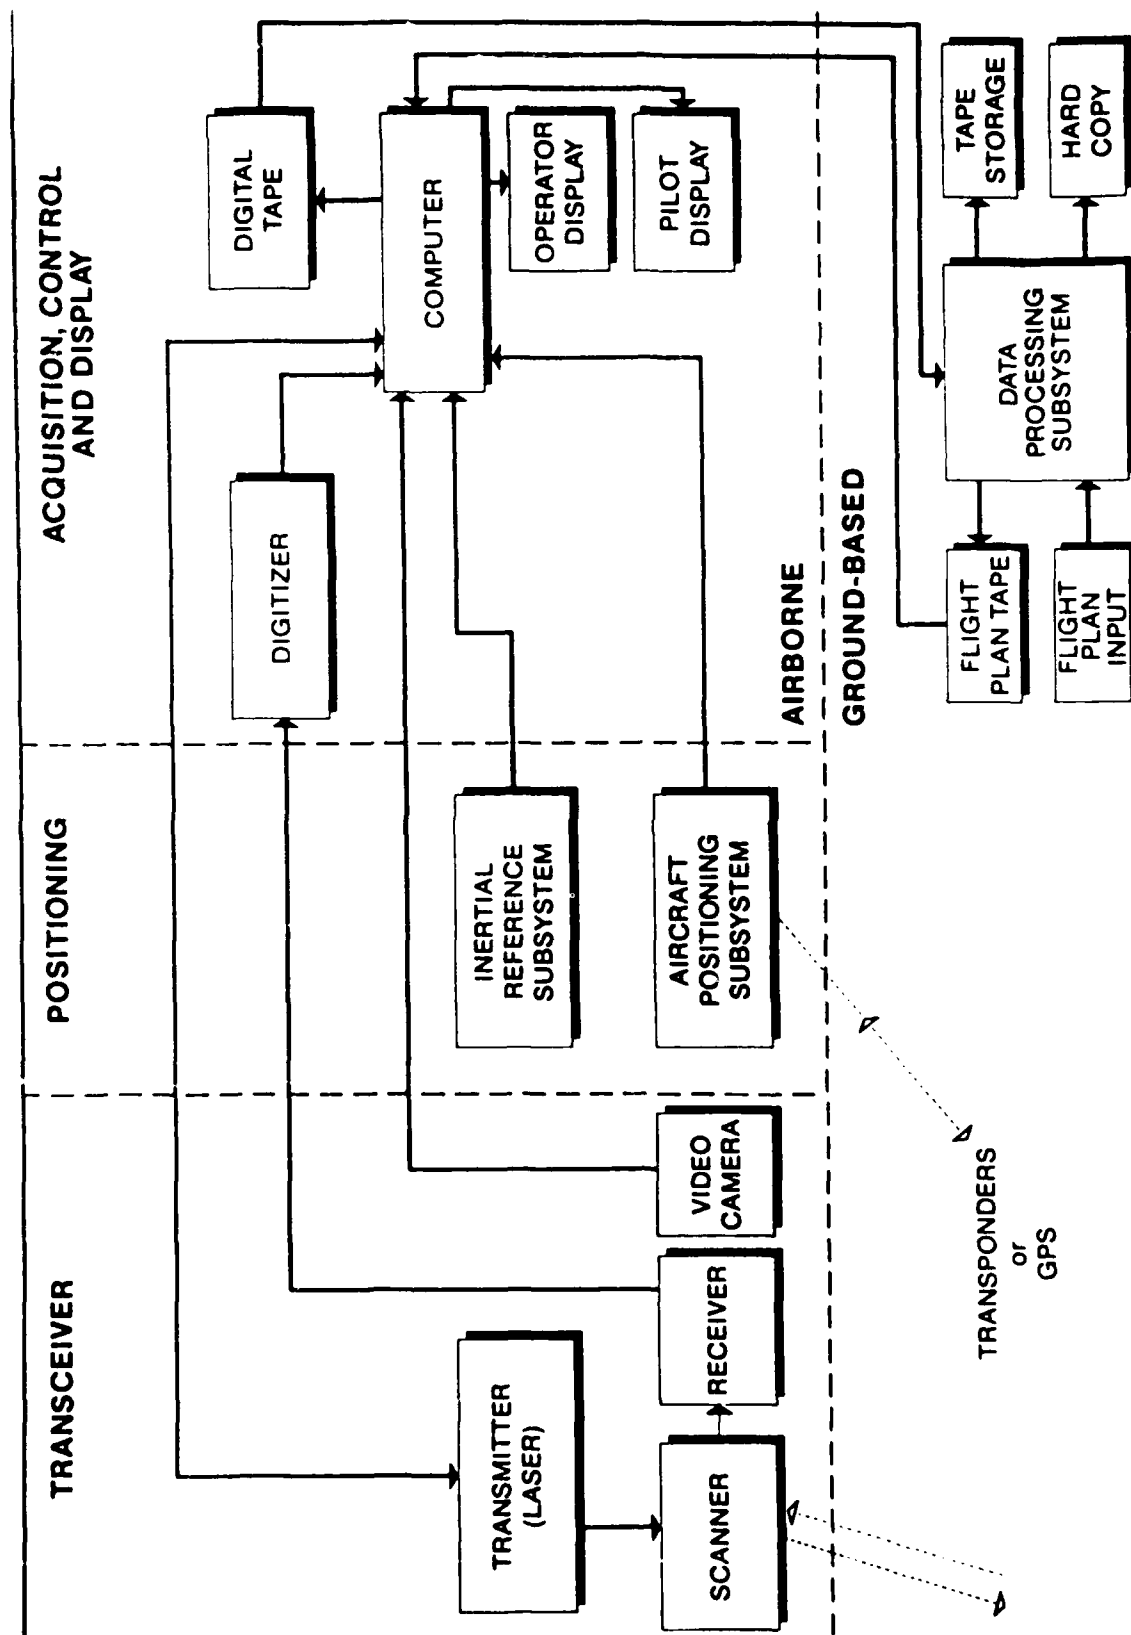 TRANSCEIVER
POSITIONING
ACQUISITION, CONTROL
AND DISPLAY
TRANSMITTER
(LASER)
SCANNER
RECEIVER
VIDEO
CAMERA
INERTIAL
REFERENCE
SUBSYSTEM
AIRCRAFT
POSITIONING
SUBSYSTEM
DIGITIZER
DIGITAL
TAPE
COMPUTER
OPERATOR
DISPLAY
PILOT
DISPLAY
AIRBORNE
GROUND-BASED
TRANSPONDERS
or
GPS
FLIGHT
PLAN TAPE
FLIGHT
PLAN
INPUT
DATA
PROCESSING
SUBSYSTEM
TAPE
STORAGE
HARD
COPY